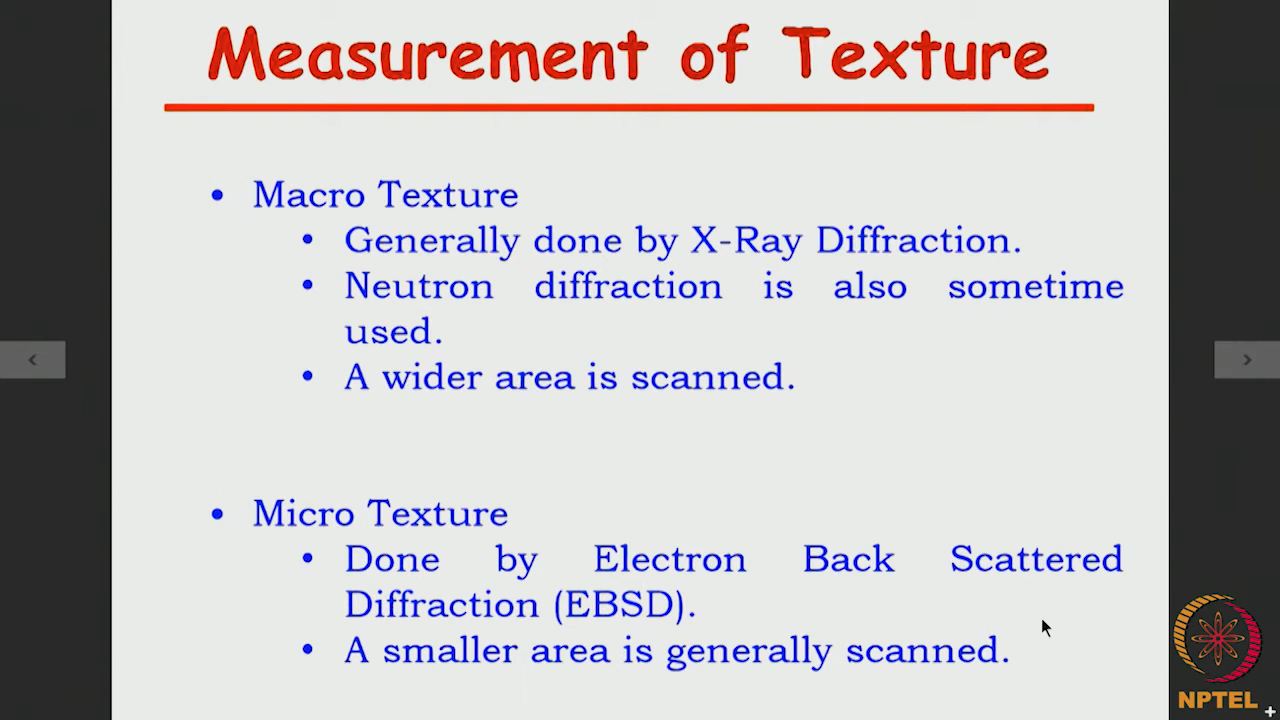 Measurement of Texture
• Macro Texture
• Generally done by X-Ray Diffraction.
• Neutron diffraction is also sometime
used.
• A wider area is scanned.
• Micro Texture
• Done by Electron Back Scattered
Diffraction (EBSD).
• A smaller area is generally scanned.
NPTEL